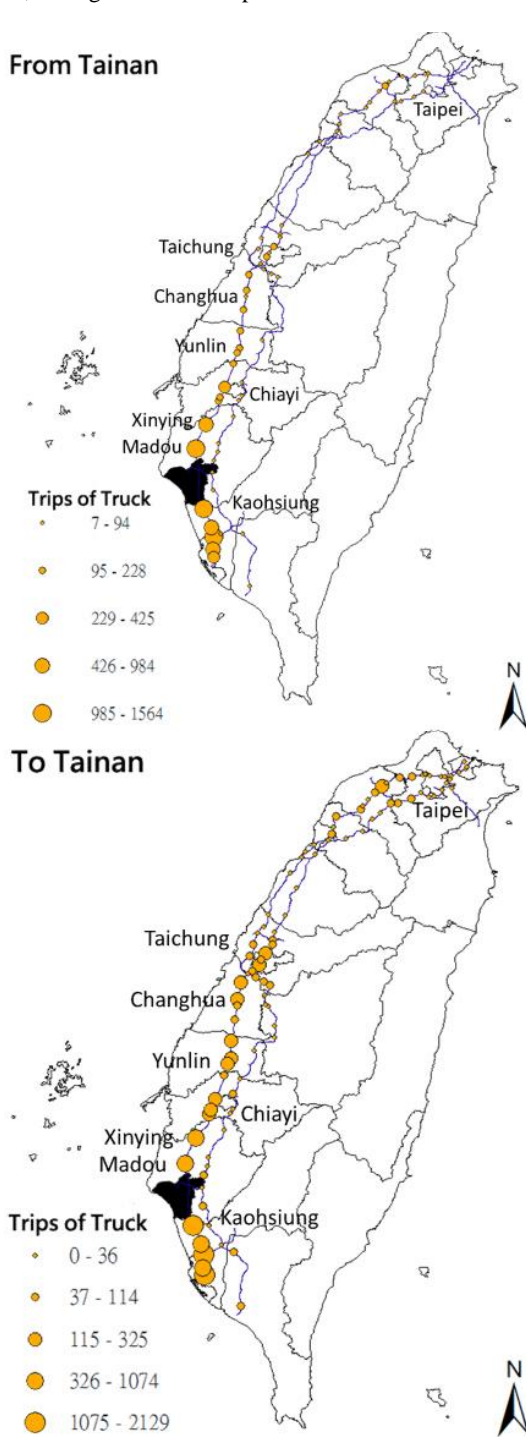 From Tainan
Taipei
Taichung
Changhua
Yunlin
Chiayi
Xinying
Madou
Kaohsiung
Trips of Truck
7 - 94
95 - 228
229 - 425
426 - 984
985 - 1564
N
To Tainan
Taipei
Taichung
Changhua
Yunlin
Chiayi
Xinying
Madou
Kaohsiung
Trips of Truck
0 - 36
37 - 114
115 - 325
326 - 1074
1075 - 2129
N